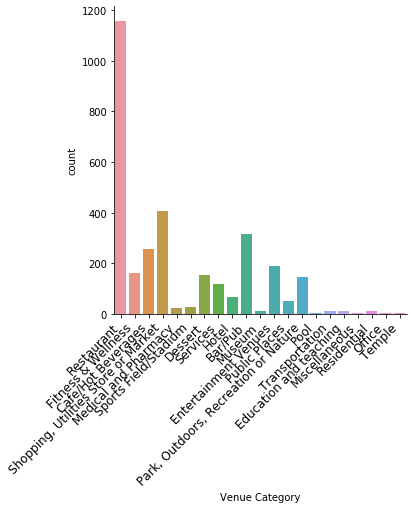 1200
1000
800
600
400
200
0
count
Restaurant
Fitness & Wellness
Cafe/Hot Beverages
Shopping, Utilities Store or Market
Medical and Pharmacy
Sports Field/Stadium
Dessert
Services
Hotel
Bar/Pub
Museum
Entertainment Venues
Public Places
Park, Outdoors, Recreation or Nature
Pool
Transportation
Education and teaching
Miscellaneous
Residential
Office
Temple
Venue Category